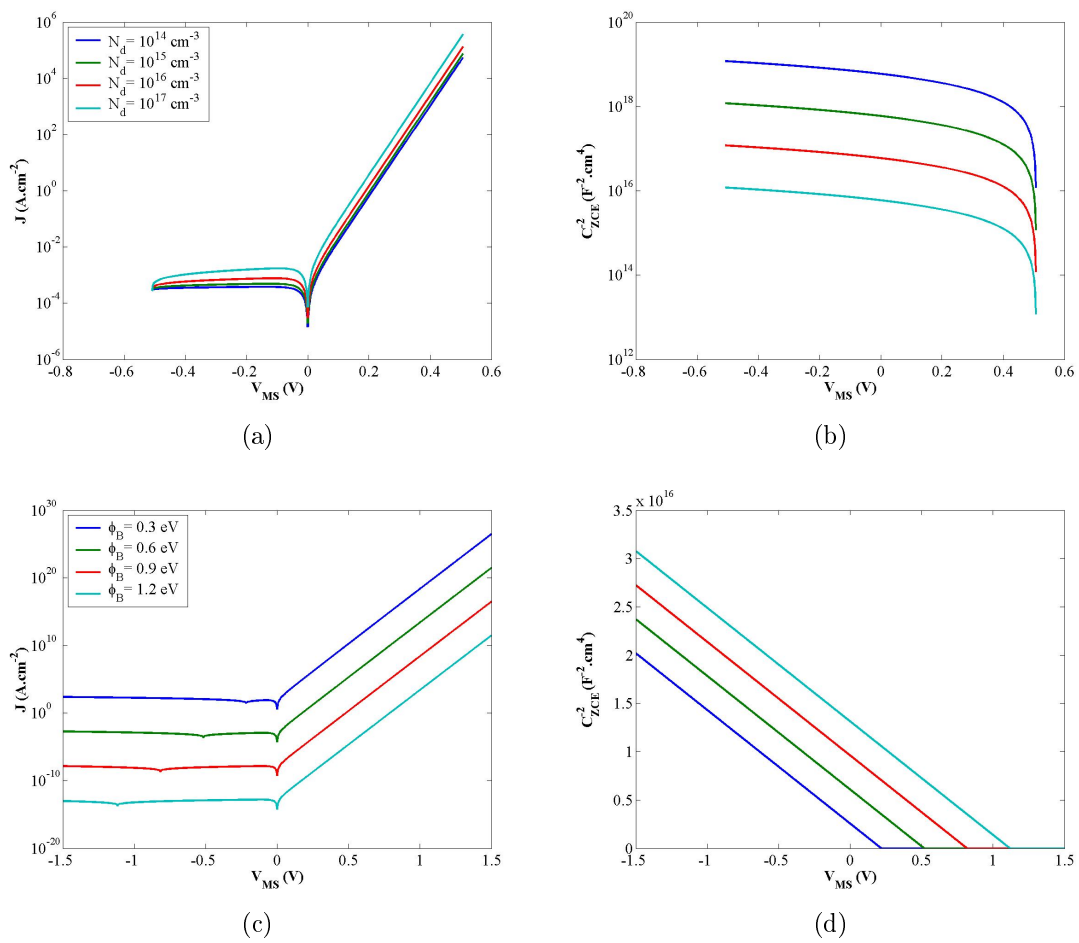 10^6
10^4
10^2
10^0
10^-2
10^-4
10^-6
J (A.cm^-2)
N_d= 10^14 cm^-3
N_d= 10^15 cm^-3
N_d= 10^16 cm^-3
N_d= 10^17 cm^-3
-0.8 -0.6 -0.4 -0.2 0 0.2 0.4 0.6
V_MS (V)
(a)
10^20
10^18
10^16
10^14
10^12
C^-2_ZCE (F^-2.cm^4)
-0.8 -0.6 -0.4 -0.2 0 0.2 0.4 0.6
V_MS (V)
(b)
10^30
10^20
10^10
10^0
10^-10
10^-20
J (A.cm^-2)
ϕ_B= 0.3 eV
ϕ_B= 0.6 eV
ϕ_B= 0.9 eV
ϕ_B= 1.2 eV
-1.5 -1 -0.5 0 0.5 1 1.5
V_MS (V)
(c)
x 10^16
3.5
3
2.5
2
1.5
1
0.5
0
C^-2_ZCE (F^-2.cm^4)
-1.5 -1 -0.5 0 0.5 1 1.5
V_MS (V)
(d)